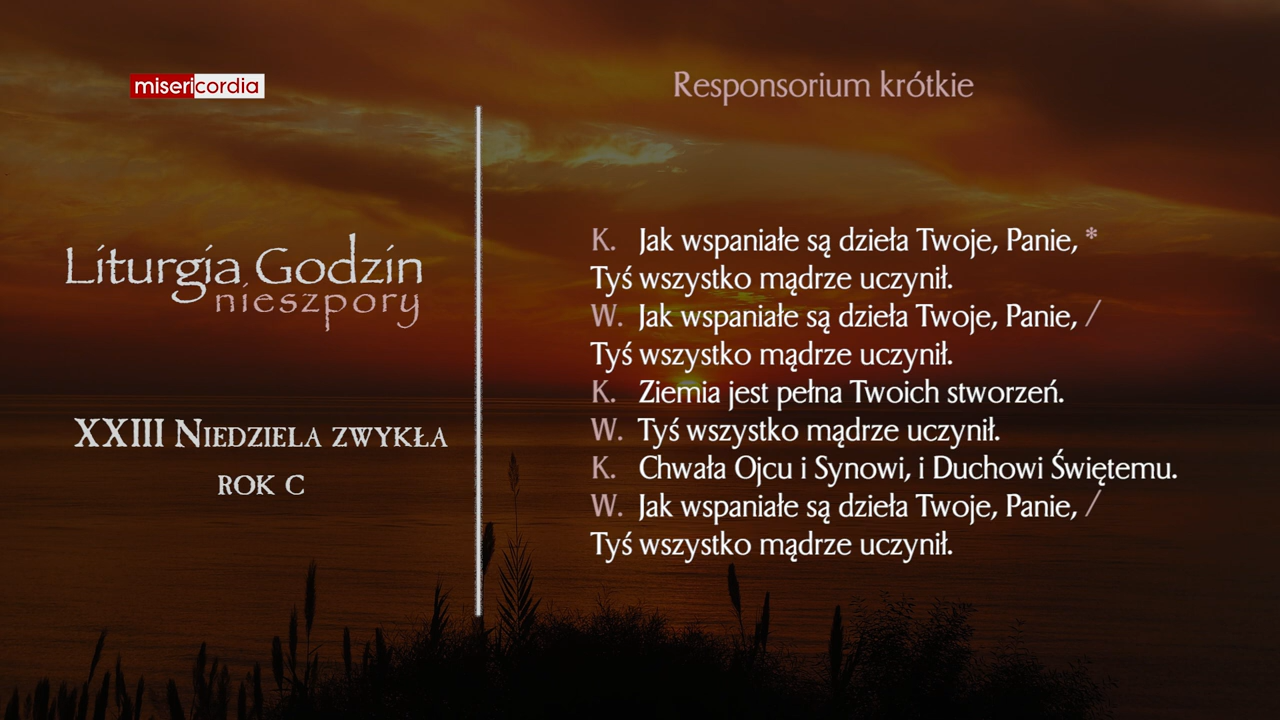 misericordia
Liturgia Godzin
nieszpory
XXIII Niedziela zwykła
rok C
Responsorium krótkie
K. Jak wspaniałe są dzieła Twoje, Panie, *
Tyś wszystko mądrze uczynił.
W. Jak wspaniałe są dzieła Twoje, Panie, /
Tyś wszystko mądrze uczynił.
K. Ziemia jest pełna Twoich stworzeń.
W. Tyś wszystko mądrze uczynił.
K. Chwała Ojcu i Synowi, i Duchowi Świętemu.
W. Jak wspaniałe są dzieła Twoje, Panie, /
Tyś wszystko mądrze uczynił.